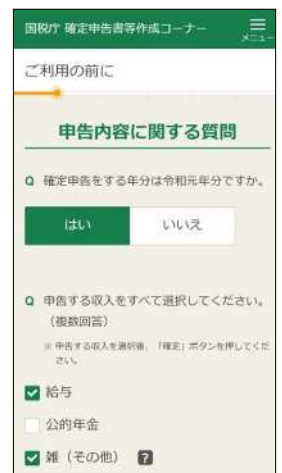 国税庁 確定申告書等作成コーナー
メニュー
ご利用の前に
申告内容に関する質問
Q 確定申告をする年分は令和元年分ですか。
はい
いいえ
Q 申告する収入をすべて選択してください。
（複数回答）
※ 申告する収入を選択後、「確定」ボタンを押してくだ
さい。
給与
公的年金
雑（その他） ?